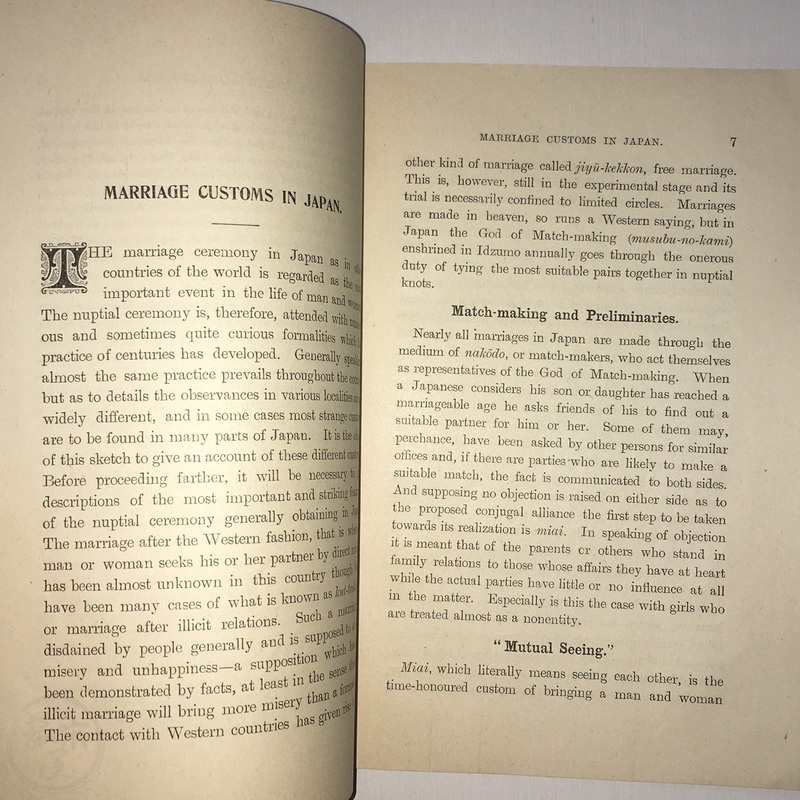 MARRIAGE CUSTOMS IN JAPAN.
THE marriage ceremony in Japan as in
countries of the world is regarded as the
important event in the life of man and
The nuptial ceremony is, therefore, attended with
ous and sometimes quite curious formalities which
practice of centuries has developed. Generally
almost the same practice prevails throughout the
but as to details the observances in various localities
widely different, and in some cases most strange
are to be found in many parts of Japan. It is the
of this sketch to give an account of these different
Before proceeding farther, it will be necessary to
descriptions of the most important and striking
of the nuptial ceremony generally obtaining in
The marriage after the Western fashion, that is
man or woman seeks his or her partner by direct
has been almost unknown in this country though
have been many cases of what is known as
or marriage after illicit relations. Such a
disdained by people generally and is supposed to
misery and unhappiness—a supposition which
been demonstrated by facts, at least in the sense
illicit marriage will bring more misery than a
The contact with Western countries has given
MARRIAGE CUSTOMS IN JAPAN. 7
other kind of marriage called jiyū-kekkon, free marriage.
This is, however, still in the experimental stage and its
trial is necessarily confined to limited circles. Marriages
are made in heaven, so runs a Western saying, but in
Japan the God of Match-making (musubu-no-kami)
enshrined in Idzumo annually goes through the onerous
duty of tying the most suitable pairs together in nuptial
knots.
Match-making and Preliminaries.
Nearly all marriages in Japan are made through the
medium of nakōdo, or match-makers, who act themselves
as representatives of the God of Match-making. When
a Japanese considers his son or daughter has reached a
marriageable age he asks friends of his to find out a
suitable partner for him or her. Some of them may,
perchance, have been asked by other persons for similar
offices and, if there are parties who are likely to make a
suitable match, the fact is communicated to both sides.
And supposing no objection is raised on either side as to
the proposed conjugal alliance the first step to be taken
towards its realization is miai. In speaking of objection
it is meant that of the parents or others who stand in
family relations to those whose affairs they have at heart
while the actual parties have little or no influence at all
in the matter. Especially is this the case with girls who
are treated almost as a nonentity.
“Mutual Seeing.”
Miai, which literally means seeing each other, is the
time-honoured custom of bringing a man and woman